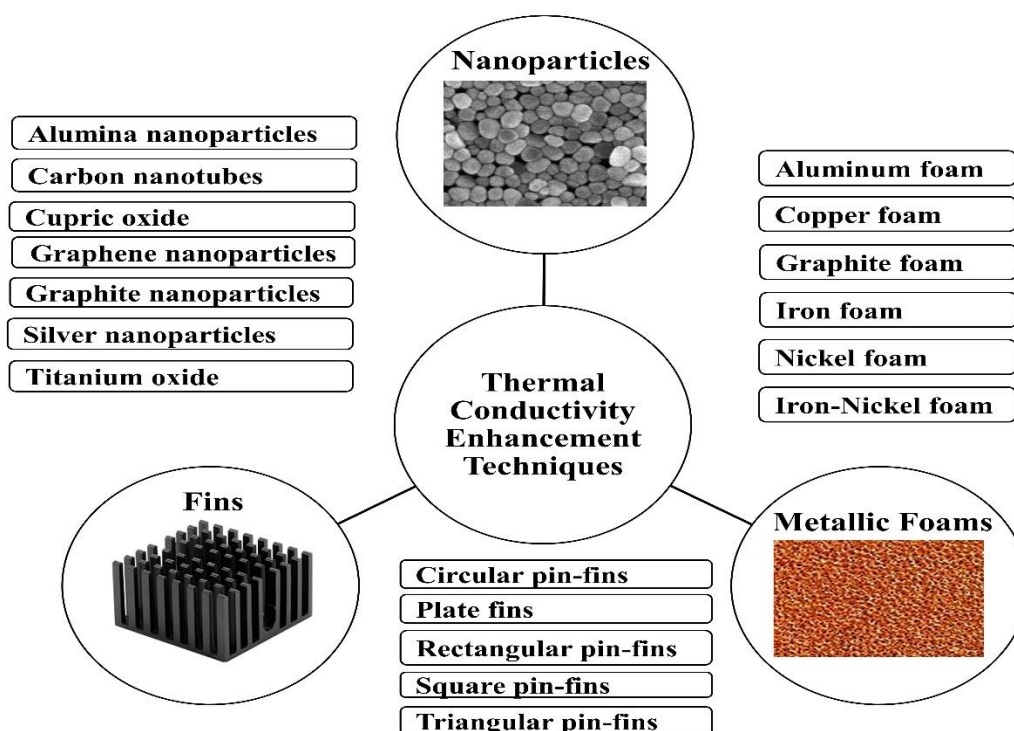 Nanoparticles
Alumina nanoparticles
Carbon nanotubes
Cupric oxide
Graphene nanoparticles
Graphite nanoparticles
Silver nanoparticles
Titanium oxide
Aluminum foam
Copper foam
Graphite foam
Iron foam
Nickel foam
Iron-Nickel foam
Thermal
Conductivity
Enhancement
Techniques
Fins
Metallic Foams
Circular pin-fins
Plate fins
Rectangular pin-fins
Square pin-fins
Triangular pin-fins